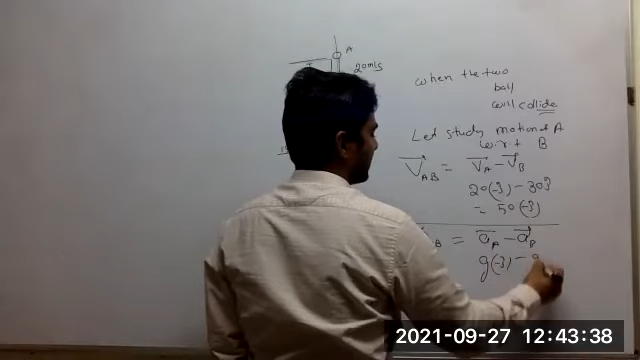 A
20m/s
when the two
ball
will collide
Let study motion of A
w.r.t B
V⃗AB = V⃗A - V⃗B
20(-ȷ) - 30ȷ
= 50(-ȷ)
B = a⃗A - a⃗B
g(-ȷ) -
2021-09-27 12:43:38